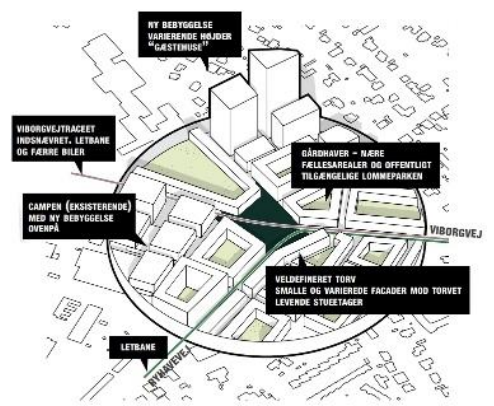 NY BEBYGGELSE
VARIERENDE HØJDER
"GÆSTEHUSE"
VIBORGVEJTRACEET
INDSNÆVRET. LETBANE
OG FÆRRE BILER
GÅRDHAVER – NÆRE
FÆLLESAREALER OG OFFENTLIGT
TILGÆNGELIGE LOMMEPARKEN
CAMPEN (EKSISTERENDE)
MED NY BEBYGGELSE
OVENPÅ
VIBORGVEJ
VELDEFINERET TORV
SMALLE OG VARIEREDE FACADER MOD TORVET
LEVENDE STUEETAGER
LETBANE
RYHAVEVEJ